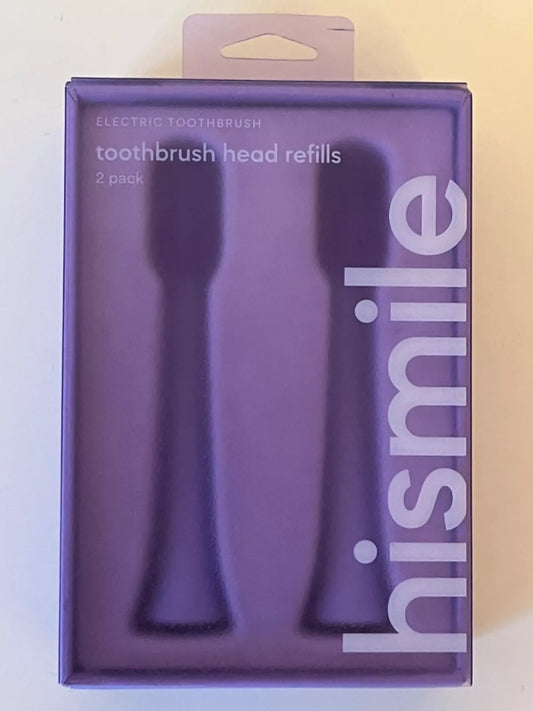 ELECTRIC TOOTHBRUSH
toothbrush head refills
2 pack
hismile